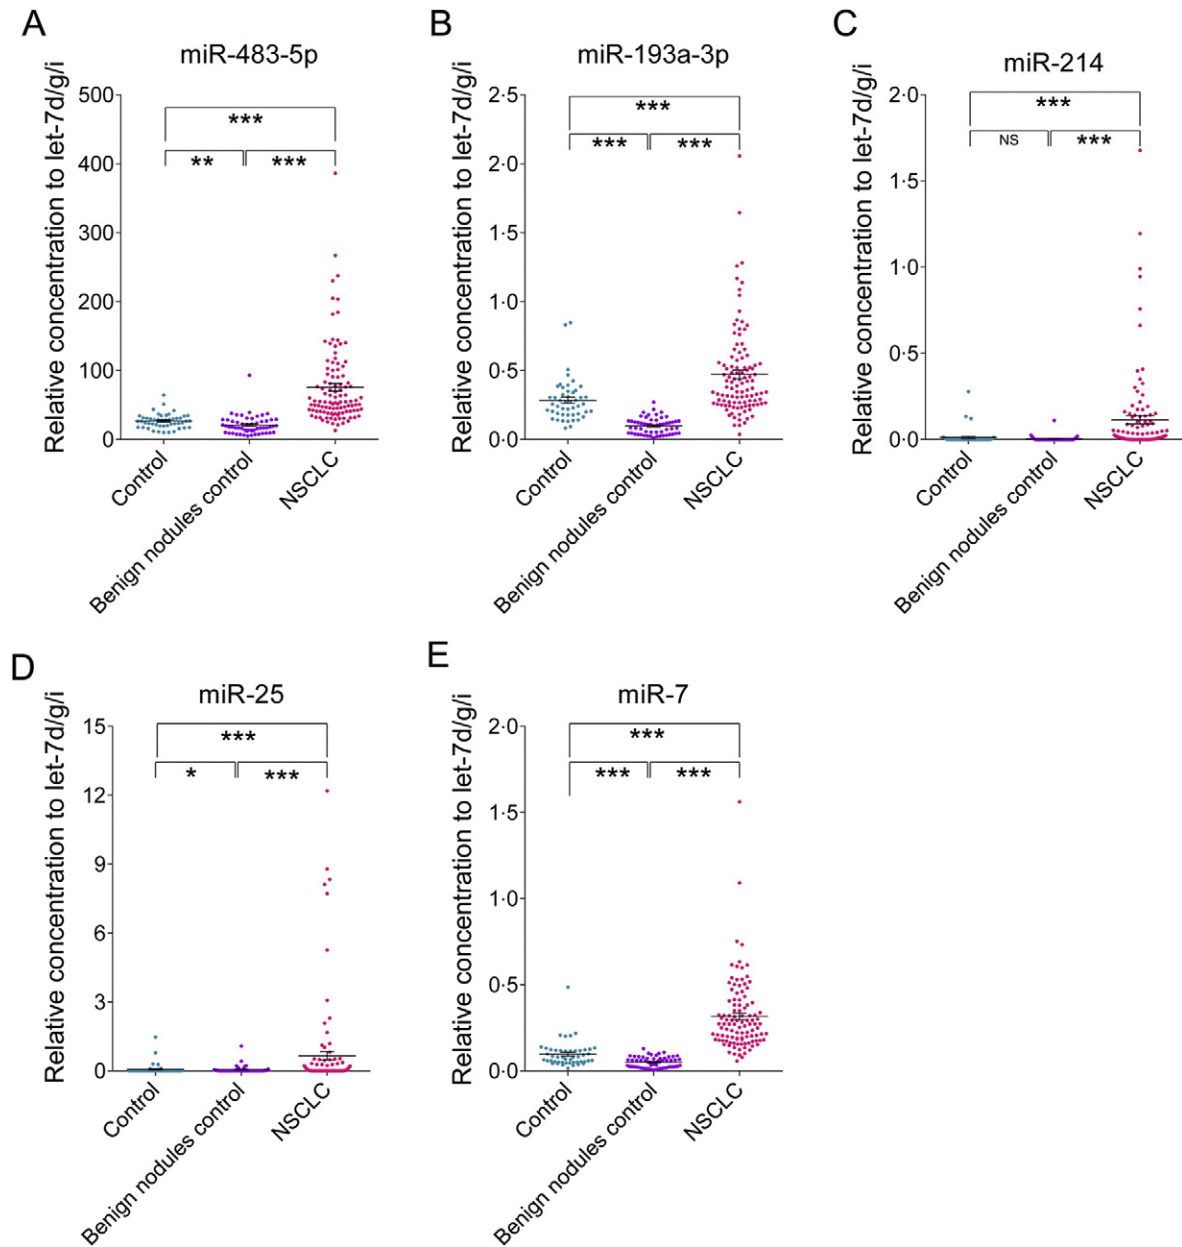 A
miR-483-5p
Relative concentration to let-7d/g/i
500
400
300
200
100
0
***
**
***
Control
Benign nodules control
NSCLC
B
miR-193a-3p
Relative concentration to let-7d/g/i
2·5
2·0
1·5
1·0
0·5
0·0
***
***
***
Control
Benign nodules control
NSCLC
C
miR-214
Relative concentration to let-7d/g/i
2·0
1·5
1·0
0·5
0·0
***
NS
***
Control
Benign nodules control
NSCLC
D
miR-25
Relative concentration to let-7d/g/i
15
12
9
6
3
0
***
*
***
Control
Benign nodules control
NSCLC
E
miR-7
Relative concentration to let-7d/g/i
2·0
1·5
1·0
0·5
0·0
***
***
***
Control
Benign nodules control
NSCLC